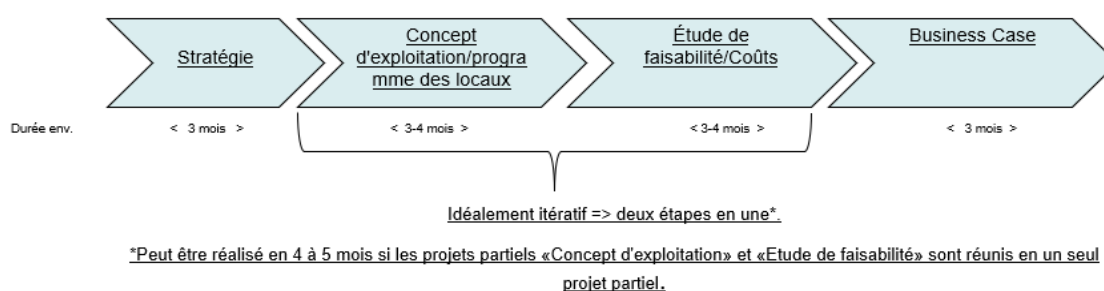 Stratégie
Concept
d'exploitation/progra
mme des locaux
Étude de
faisabilité/Coûts
Business Case
Durée env.
< 3 mois >
< 3-4 mois >
< 3-4 mois >
< 3 mois >
Idéalement itératif => deux étapes en une*.
*Peut être réalisé en 4 à 5 mois si les projets partiels «Concept d'exploitation» et «Etude de faisabilité» sont réunis en un seul
projet partiel.